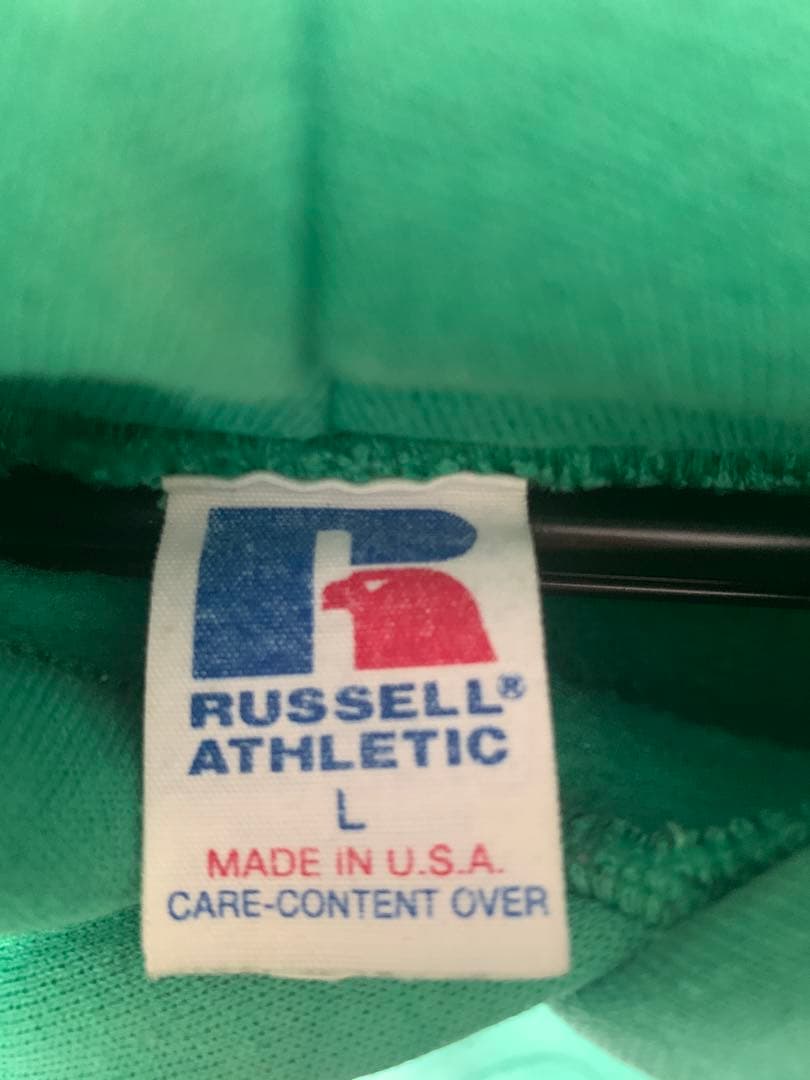 RUSSELL®
ATHLETIC
L
MADE IN U.S.A.
CARE-CONTENT OVER